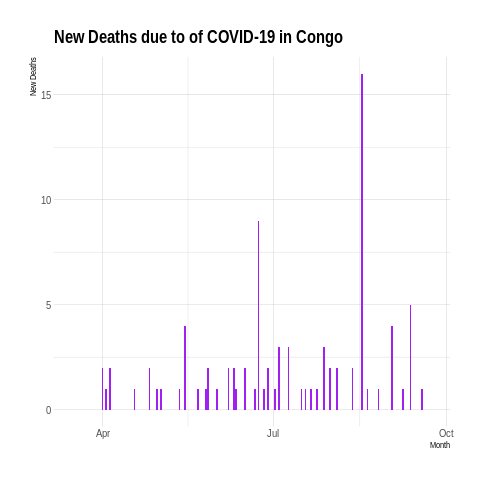 New Deaths due to of COVID-19 in Congo
New Deaths
15
10
5
0
Apr
Jul
Oct
Month